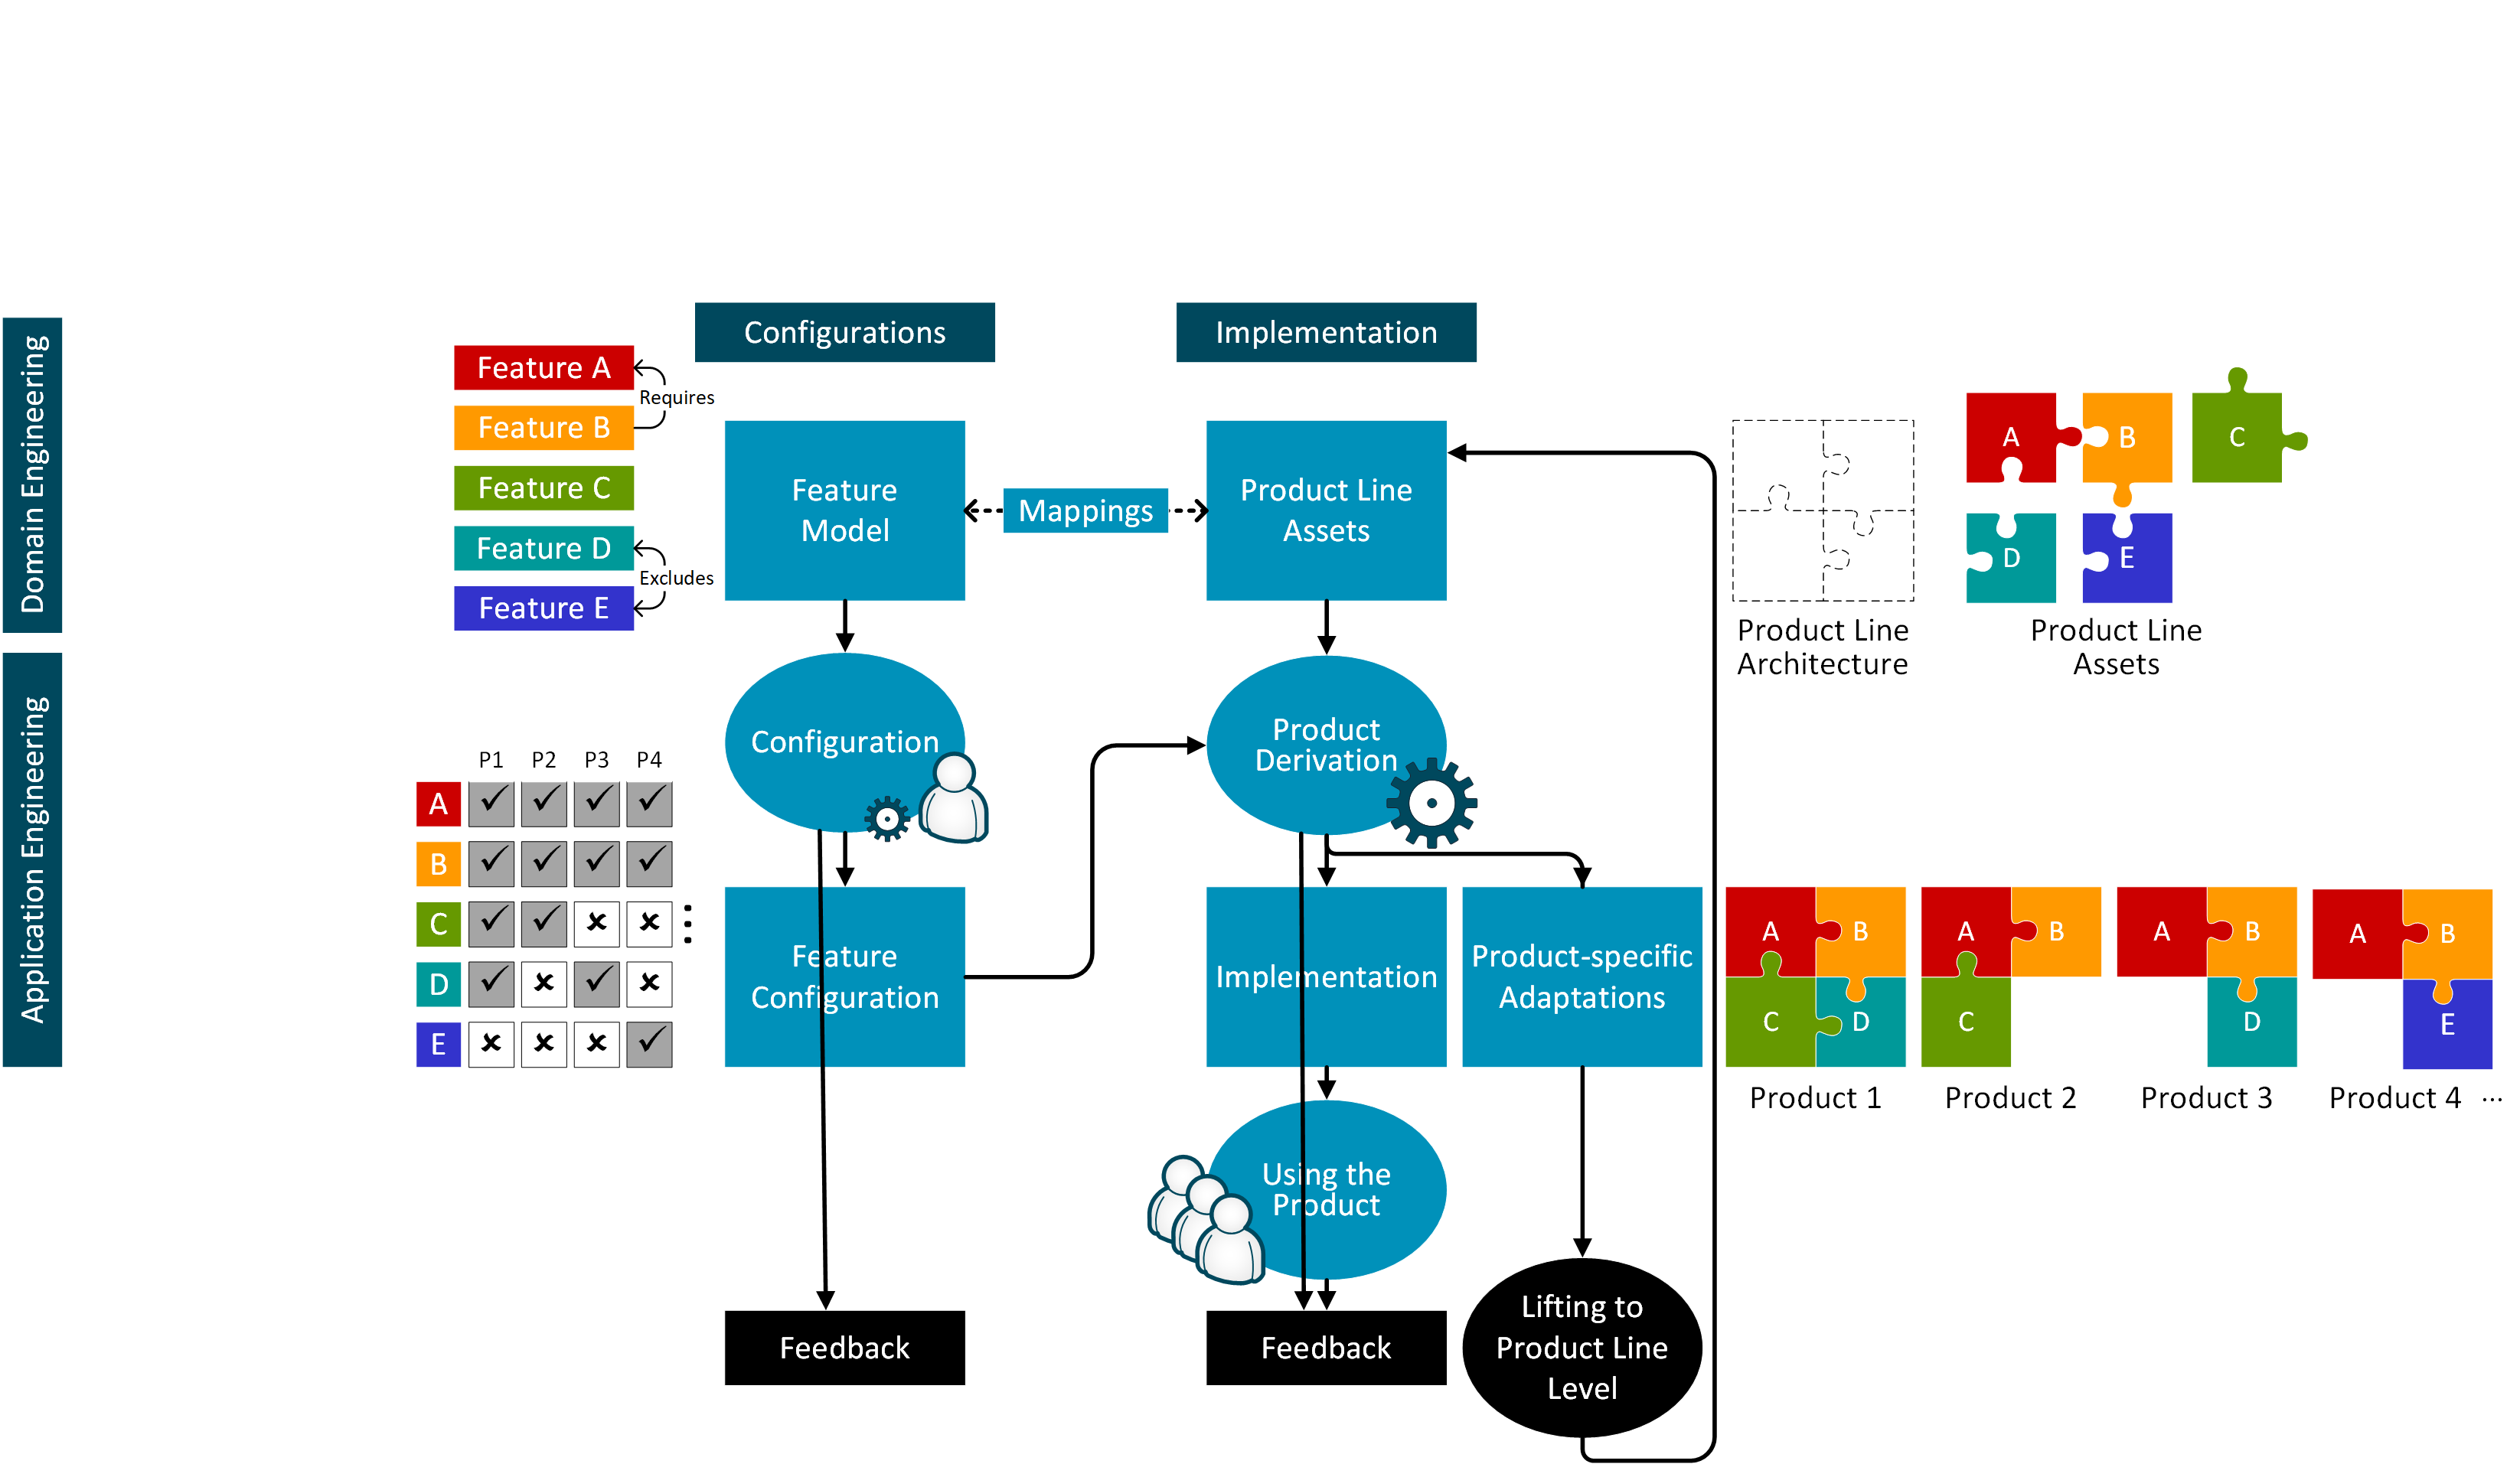 Domain Engineering
Application Engineering
Configurations
Implementation
Feature A
Requires
Feature B
Feature C
Feature D
Excludes
Feature E
Feature
Model
Mappings
Product Line
Assets
A
B
C
D
E
Product Line
Architecture
Product Line
Assets
Configuration
Product
Derivation
P1 P2 P3 P4
A
B
C
D
E
Feature
Configuration
Implementation
Product-specific
Adaptations
A B
C D
Product 1
A B
C
Product 2
A B
D
Product 3
A B
E
Product 4 ...
Using the
Product
Feedback
Feedback
Lifting to
Product Line
Level